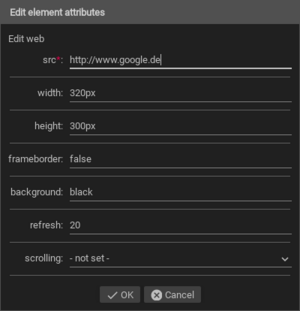 Edit element attributes
Edit web
src*: http://www.google.de
width: 320px
height: 300px
frameborder: false
background: black
refresh: 20
scrolling: - not set -
OK Cancel